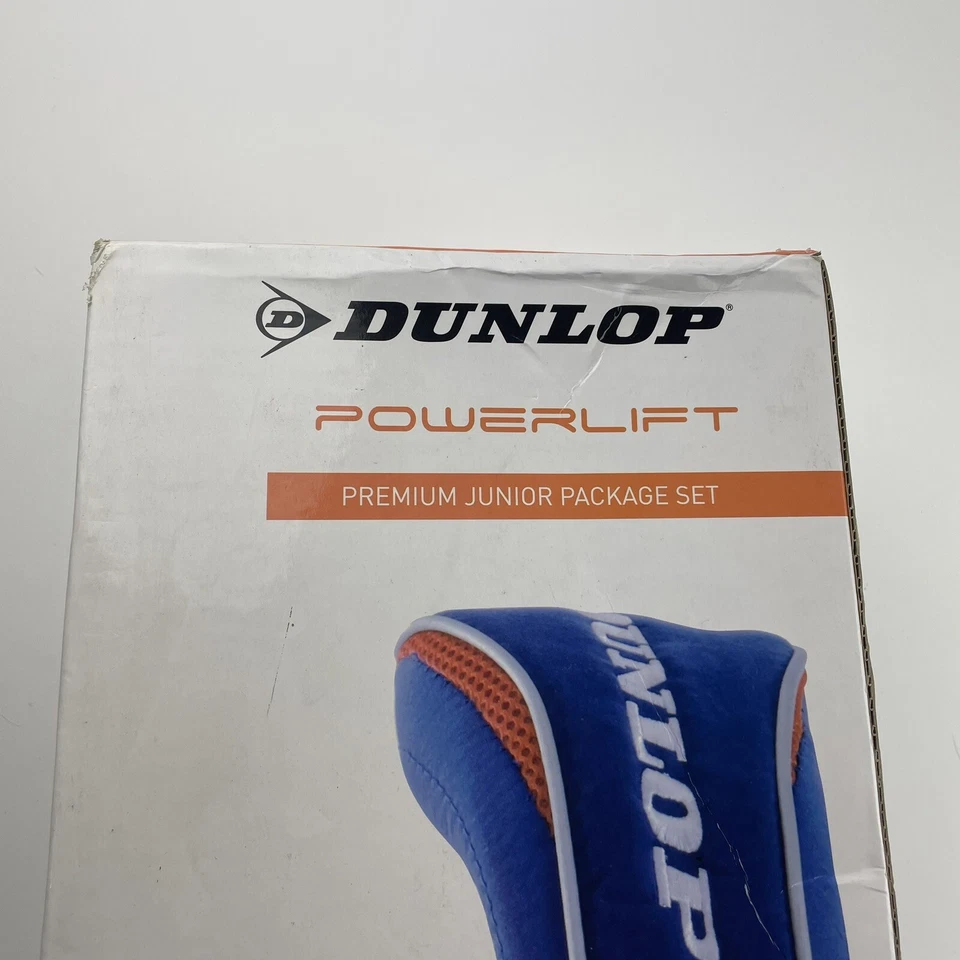 D DUNLOP®
POWERLIFT
PREMIUM JUNIOR PACKAGE SET
DUNLOP